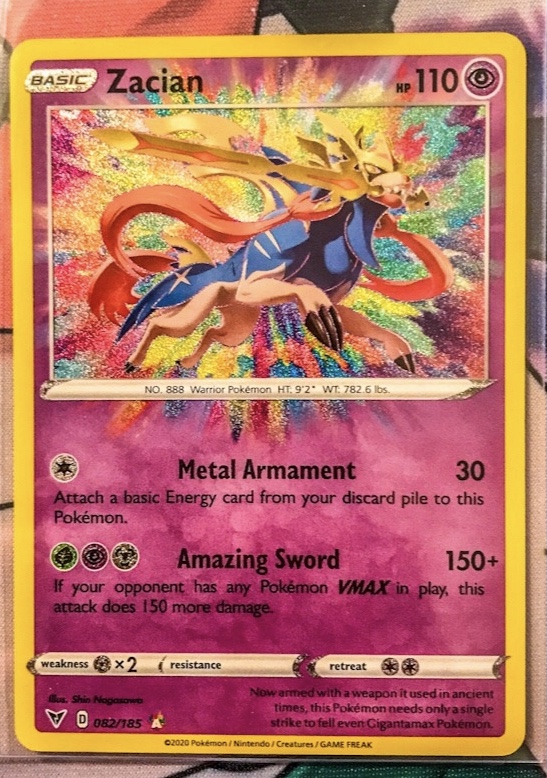 BASIC Zacian HP 110
NO. 888 Warrior Pokémon HT: 9'2" WT: 782.6 lbs.
Metal Armament 30
Attach a basic Energy card from your discard pile to this
Pokémon.
Amazing Sword 150+
If your opponent has any Pokémon VMAX in play, this
attack does 150 more damage.
weakness ×2 resistance retreat
Illus. Shin Nagasawa
Now armed with a weapon it used in ancient
times, this Pokémon needs only a single
strike to fell even Gigantamax Pokémon.
D 082/185
©2020 Pokémon / Nintendo / Creatures / GAME FREAK